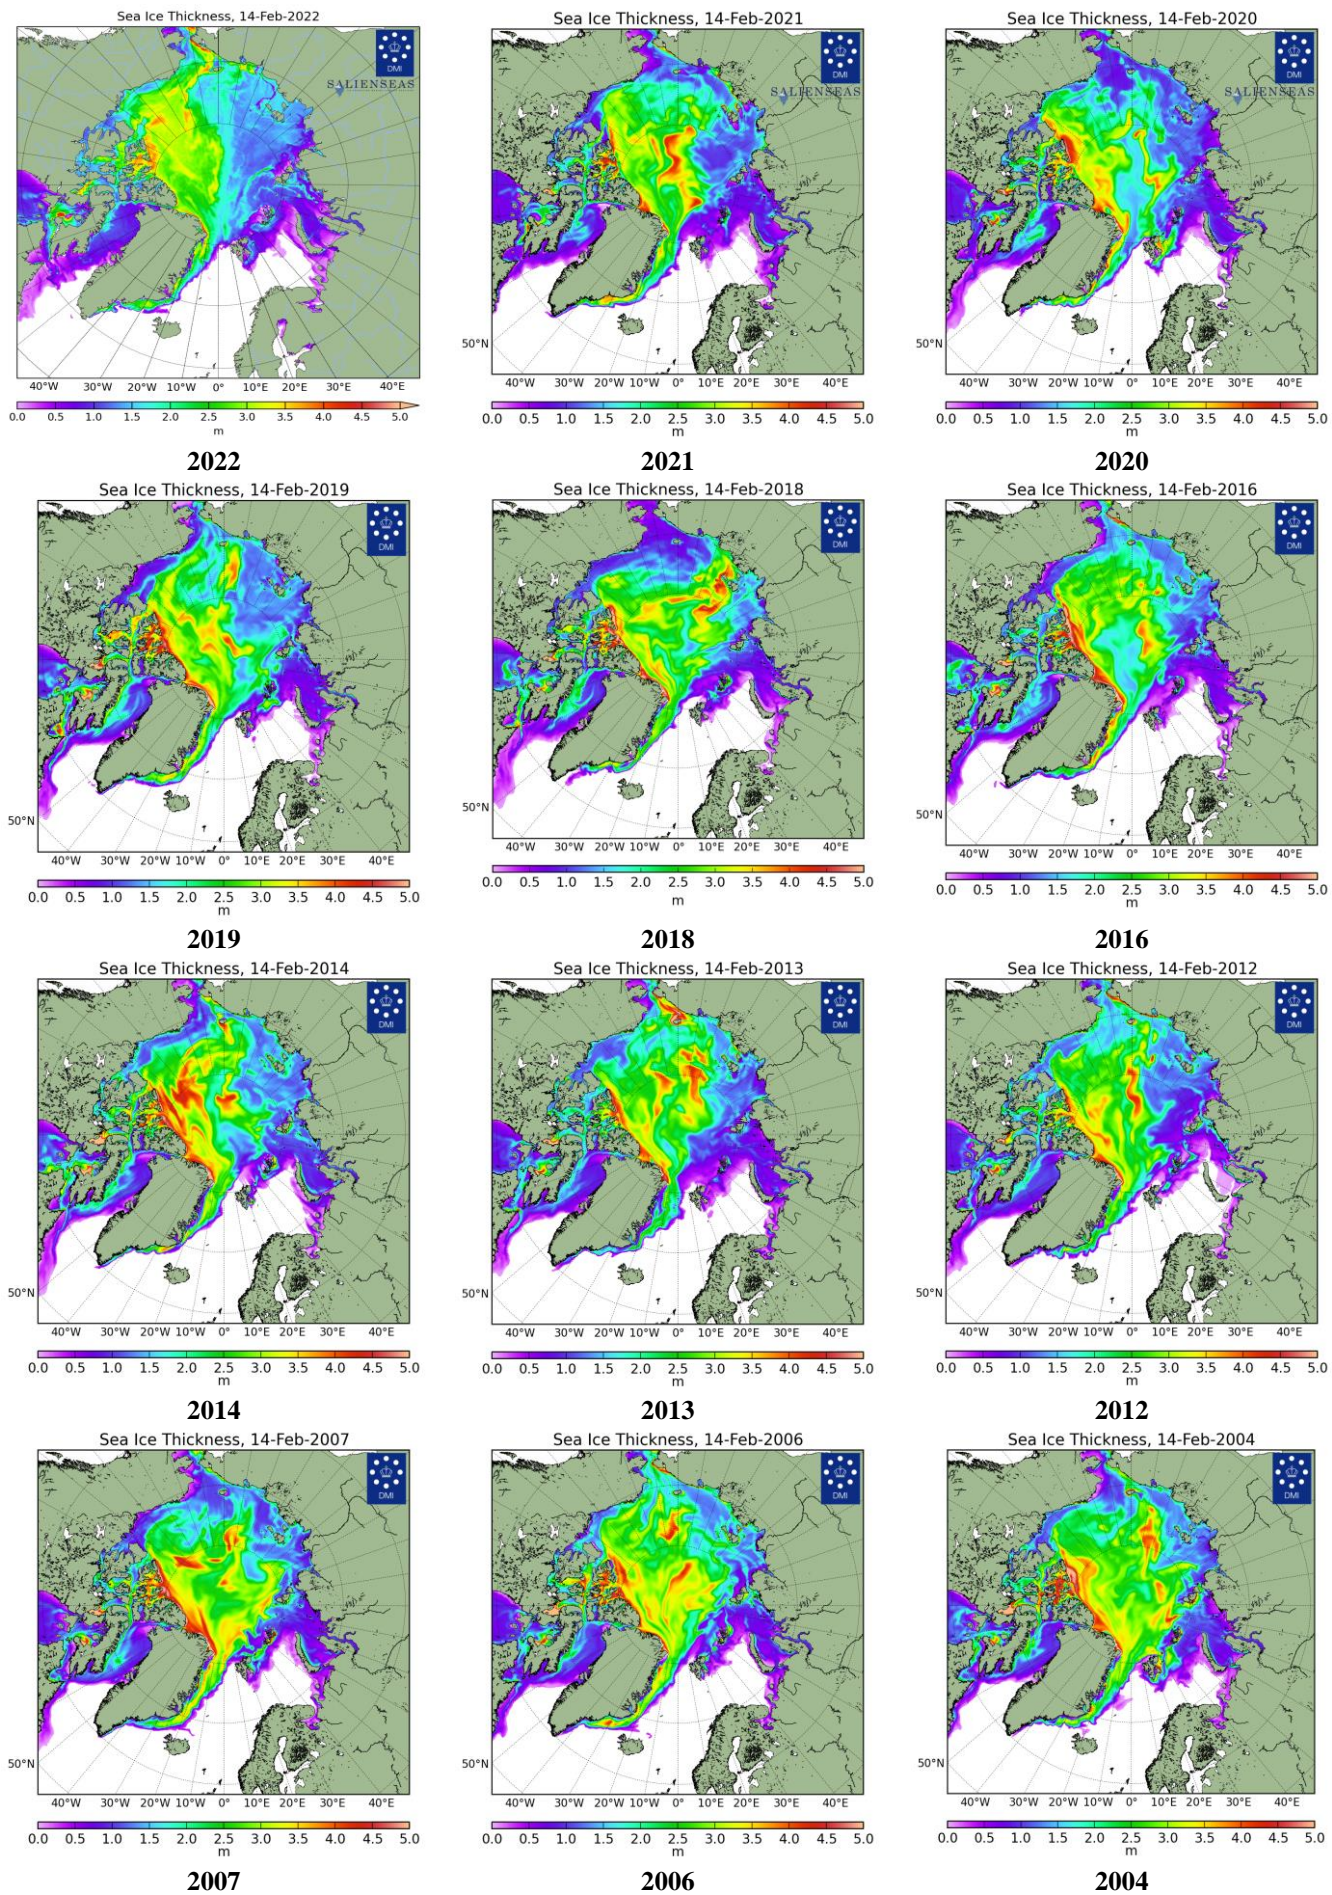 Sea Ice Thickness, 14-Feb-2022
DMI
SALIENSEAS
40°W 30°W 20°W 10°W 0° 10°E 20°E 30°E 40°E
0.0 0.5 1.0 1.5 2.0 2.5 3.0 3.5 4.0 4.5 5.0
m
2022
Sea Ice Thickness, 14-Feb-2021
DMI
SALIENSEAS
50°N
40°W 30°W 20°W 10°W 0° 10°E 20°E 30°E 40°E
0.0 0.5 1.0 1.5 2.0 2.5 3.0 3.5 4.0 4.5 5.0
m
2021
Sea Ice Thickness, 14-Feb-2020
DMI
SALIENSEAS
50°N
40°W 30°W 20°W 10°W 0° 10°E 20°E 30°E 40°E
0.0 0.5 1.0 1.5 2.0 2.5 3.0 3.5 4.0 4.5 5.0
m
2020
Sea Ice Thickness, 14-Feb-2019
DMI
50°N
40°W 30°W 20°W 10°W 0° 10°E 20°E 30°E 40°E
0.0 0.5 1.0 1.5 2.0 2.5 3.0 3.5 4.0 4.5 5.0
m
2019
Sea Ice Thickness, 14-Feb-2018
DMI
50°N
40°W 30°W 20°W 10°W 0° 10°E 20°E 30°E 40°E
0.0 0.5 1.0 1.5 2.0 2.5 3.0 3.5 4.0 4.5 5.0
m
2018
Sea Ice Thickness, 14-Feb-2016
DMI
50°N
40°W 30°W 20°W 10°W 0° 10°E 20°E 30°E 40°E
0.0 0.5 1.0 1.5 2.0 2.5 3.0 3.5 4.0 4.5 5.0
m
2016
Sea Ice Thickness, 14-Feb-2014
DMI
50°N
40°W 30°W 20°W 10°W 0° 10°E 20°E 30°E 40°E
0.0 0.5 1.0 1.5 2.0 2.5 3.0 3.5 4.0 4.5 5.0
m
2014
Sea Ice Thickness, 14-Feb-2013
DMI
50°N
40°W 30°W 20°W 10°W 0° 10°E 20°E 30°E 40°E
0.0 0.5 1.0 1.5 2.0 2.5 3.0 3.5 4.0 4.5 5.0
m
2013
Sea Ice Thickness, 14-Feb-2012
DMI
50°N
40°W 30°W 20°W 10°W 0° 10°E 20°E 30°E 40°E
0.0 0.5 1.0 1.5 2.0 2.5 3.0 3.5 4.0 4.5 5.0
m
2012
Sea Ice Thickness, 14-Feb-2007
DMI
50°N
40°W 30°W 20°W 10°W 0° 10°E 20°E 30°E 40°E
0.0 0.5 1.0 1.5 2.0 2.5 3.0 3.5 4.0 4.5 5.0
m
2007
Sea Ice Thickness, 14-Feb-2006
DMI
50°N
40°W 30°W 20°W 10°W 0° 10°E 20°E 30°E 40°E
0.0 0.5 1.0 1.5 2.0 2.5 3.0 3.5 4.0 4.5 5.0
m
2006
Sea Ice Thickness, 14-Feb-2004
DMI
50°N
40°W 30°W 20°W 10°W 0° 10°E 20°E 30°E 40°E
0.0 0.5 1.0 1.5 2.0 2.5 3.0 3.5 4.0 4.5 5.0
m
2004